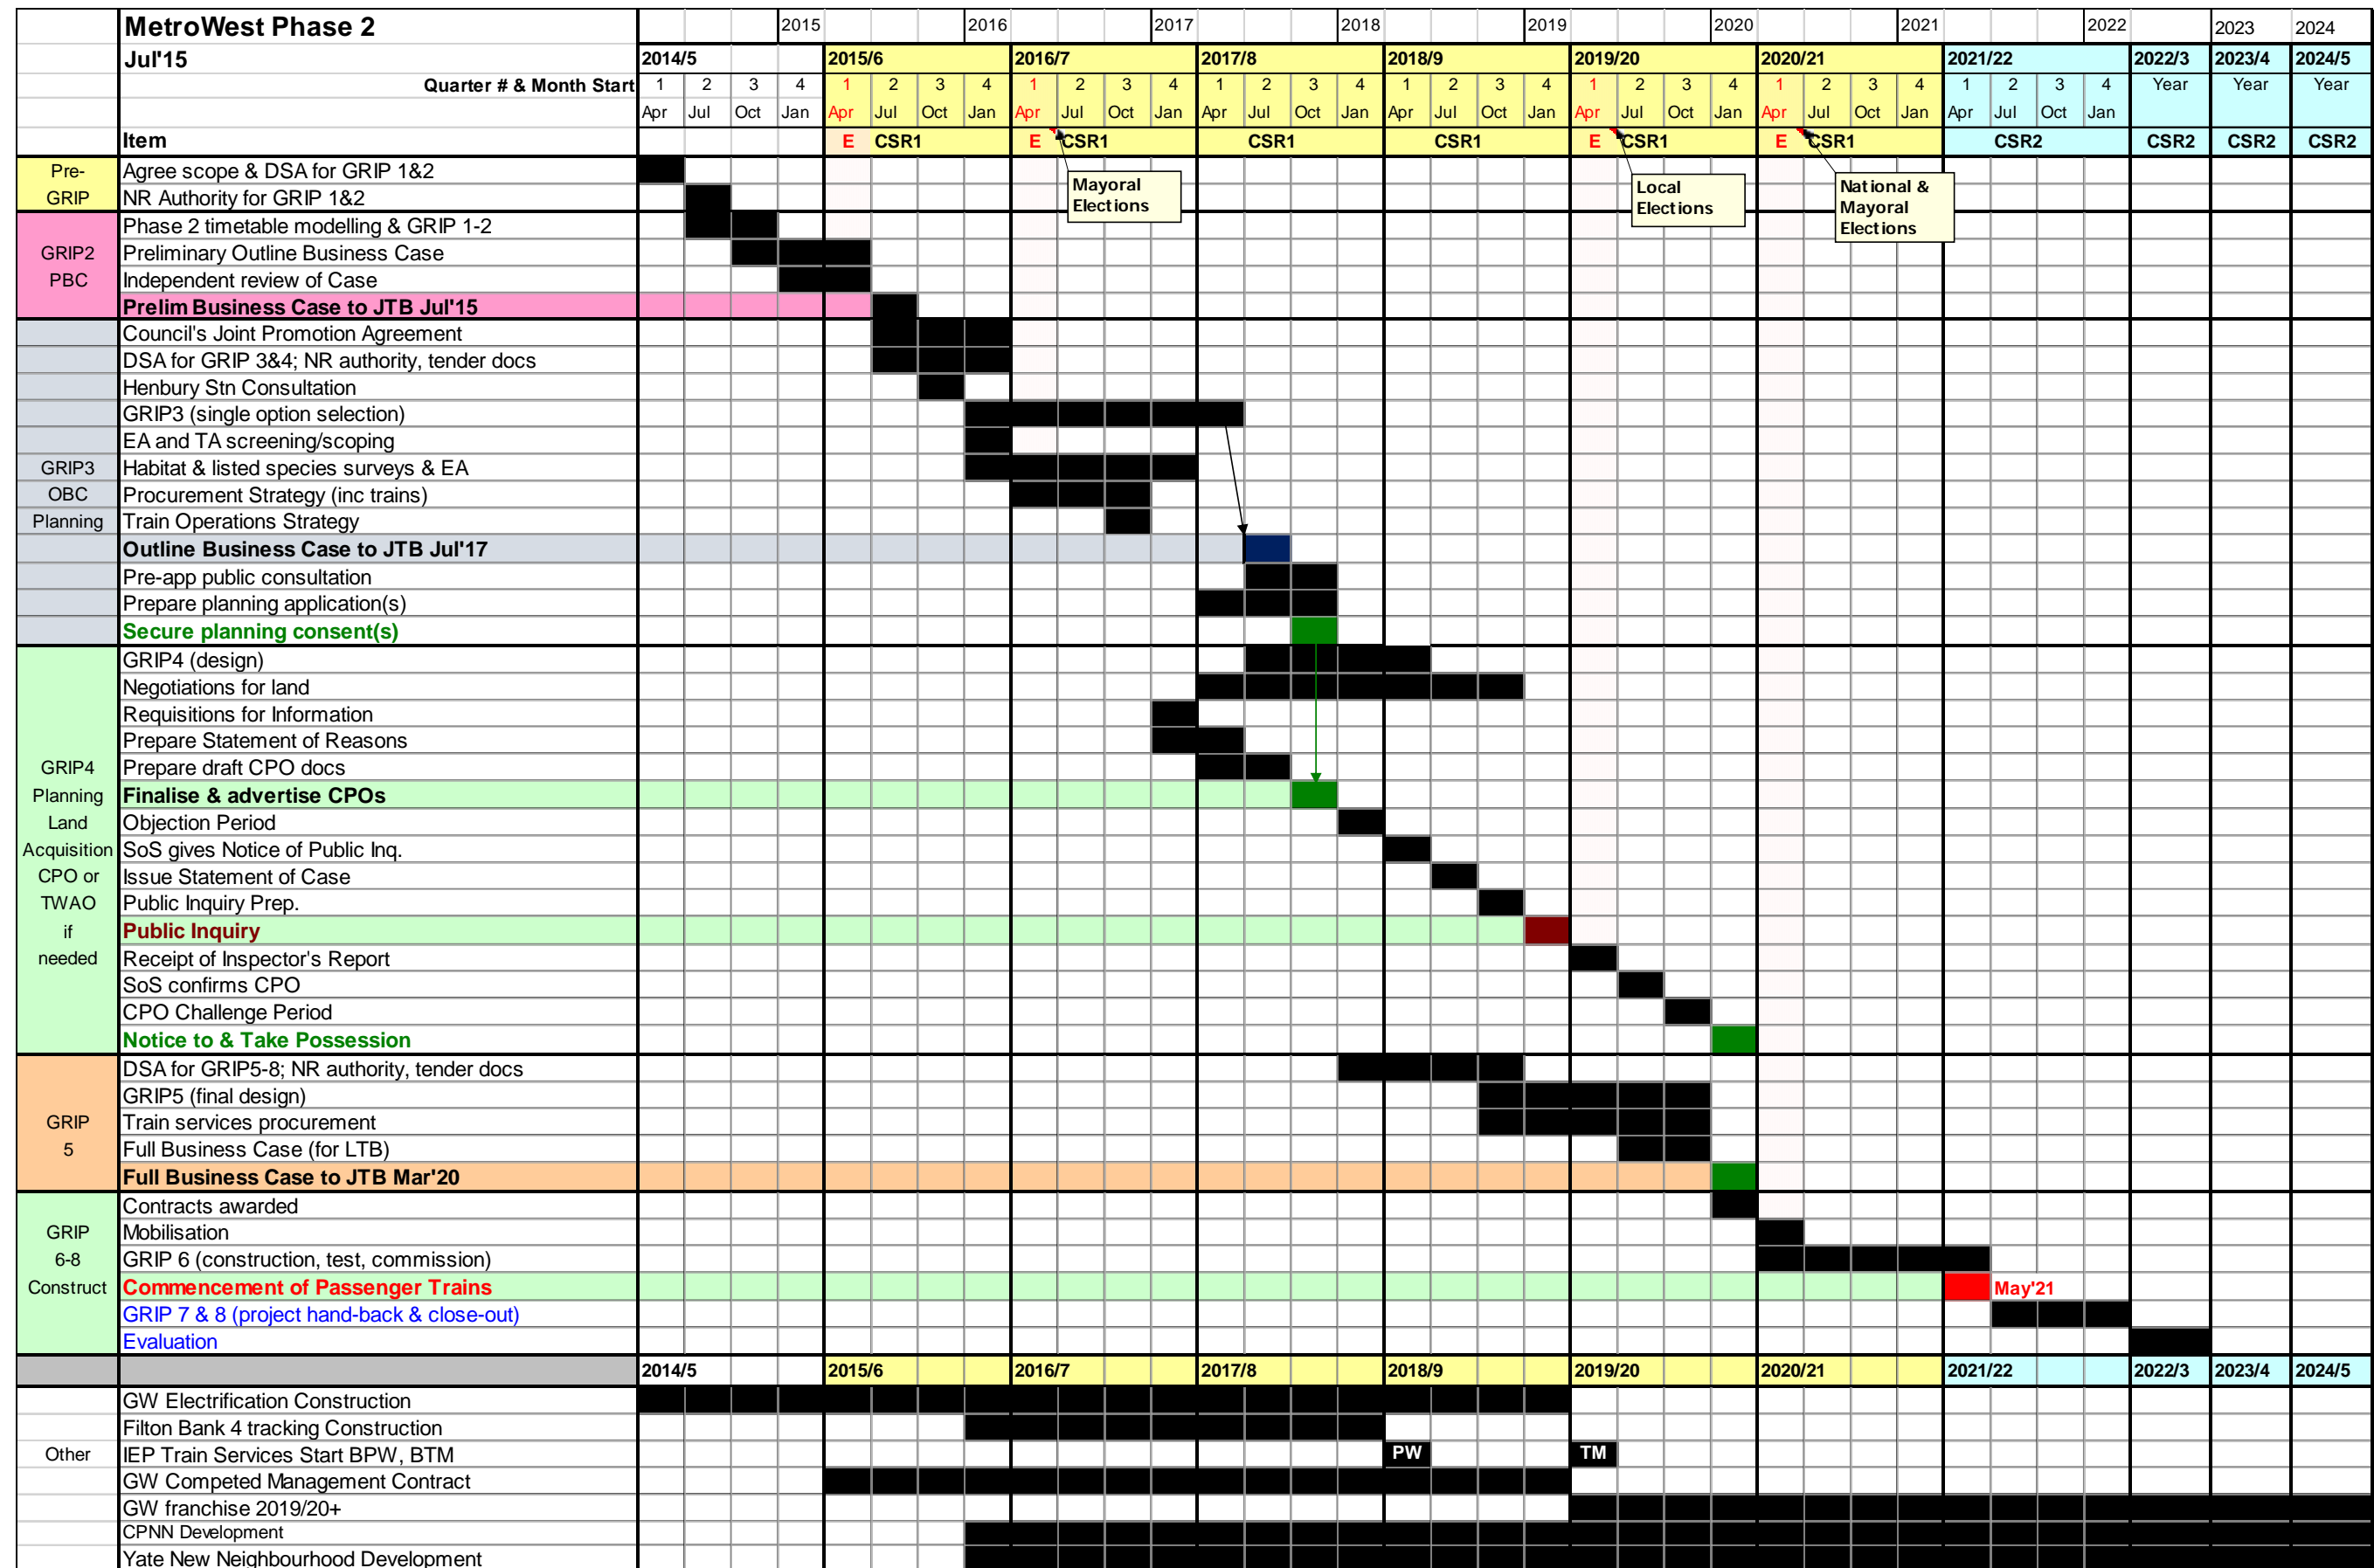 MetroWest Phase 2 2015 2016 2017 2018 2019 2020 2021 2022 2023 2024
Jul'15 2014/5 2015/6 2016/7 2017/8 2018/9 2019/20 2020/21 2021/22 2022/3 2023/4 2024/5
Quarter # & Month Start 1 2 3 4 1 2 3 4 1 2 3 4 1 2 3 4 1 2 3 4 1 2 3 4 1 2 3 4 1 2 3 4 Year Year Year
Apr Jul Oct Jan Apr Jul Oct Jan Apr Jul Oct Jan Apr Jul Oct Jan Apr Jul Oct Jan Apr Jul Oct Jan Apr Jul Oct Jan Apr Jul Oct Jan
Item E CSR1 E CSR1 CSR1 CSR1 E CSR1 E CSR1 CSR2 CSR2 CSR2 CSR2
Pre- Agree scope & DSA for GRIP 1&2
Mayoral
Elections
Local
Elections
National &
Mayoral
Elections
GRIP NR Authority for GRIP 1&2
Phase 2 timetable modelling & GRIP 1-2
GRIP2 Preliminary Outline Business Case
PBC Independent review of Case
Prelim Business Case to JTB Jul'15
Council's Joint Promotion Agreement
DSA for GRIP 3&4; NR authority, tender docs
Henbury Stn Consultation
GRIP3 (single option selection)
EA and TA screening/scoping
GRIP3 Habitat & listed species surveys & EA
OBC Procurement Strategy (inc trains)
Planning Train Operations Strategy
Outline Business Case to JTB Jul'17
Pre-app public consultation
Prepare planning application(s)
Secure planning consent(s)
GRIP4 (design)
Negotiations for land
Requisitions for Information
Prepare Statement of Reasons
GRIP4 Prepare draft CPO docs
Planning Finalise & advertise CPOs
Land Objection Period
Acquisition SoS gives Notice of Public Inq.
CPO or Issue Statement of Case
TWAO Public Inquiry Prep.
if Public Inquiry
needed Receipt of Inspector's Report
SoS confirms CPO
CPO Challenge Period
Notice to & Take Possession
DSA for GRIP5-8; NR authority, tender docs
GRIP5 (final design)
GRIP Train services procurement
5 Full Business Case (for LTB)
Full Business Case to JTB Mar'20
Contracts awarded
GRIP Mobilisation
6-8 GRIP 6 (construction, test, commission)
Construct Commencement of Passenger Trains May'21
GRIP 7 & 8 (project hand-back & close-out)
Evaluation
2014/5 2015/6 2016/7 2017/8 2018/9 2019/20 2020/21 2021/22 2022/3 2023/4 2024/5
GW Electrification Construction
Filton Bank 4 tracking Construction
Other IEP Train Services Start BPW, BTM PW TM
GW Competed Management Contract
GW franchise 2019/20+
CPNN Development
Yate New Neighbourhood Development